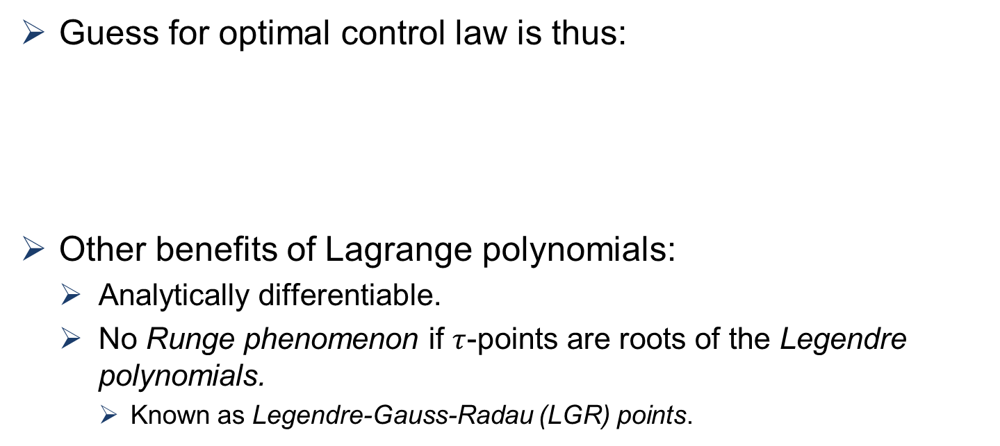 ➢ Guess for optimal control law is thus:
➢ Other benefits of Lagrange polynomials:
➢ Analytically differentiable.
➢ No Runge phenomenon if τ-points are roots of the Legendre
polynomials.
➢ Known as Legendre-Gauss-Radau (LGR) points.